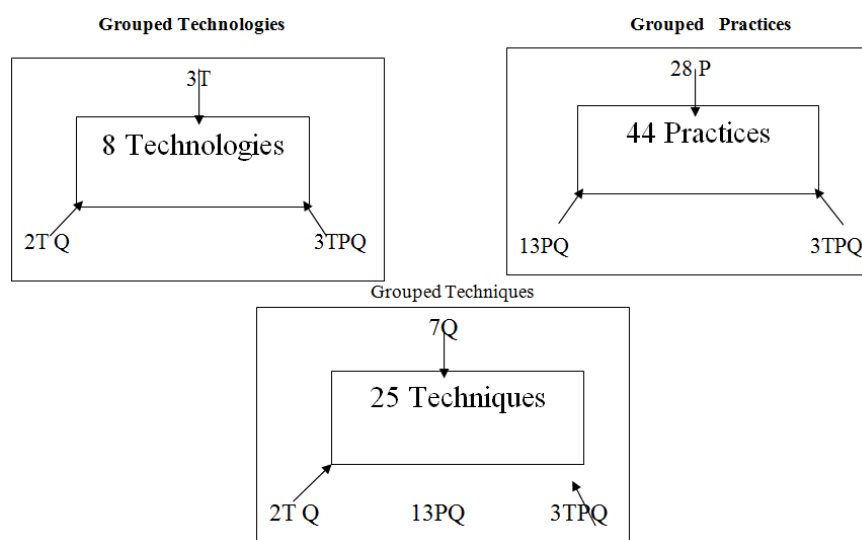 Grouped Technologies
3T
8 Technologies
2T Q
3TPQ
Grouped Practices
28 P
44 Practices
13PQ
3TPQ
Grouped Techniques
7Q
25 Techniques
2T Q
13PQ
3TPQ